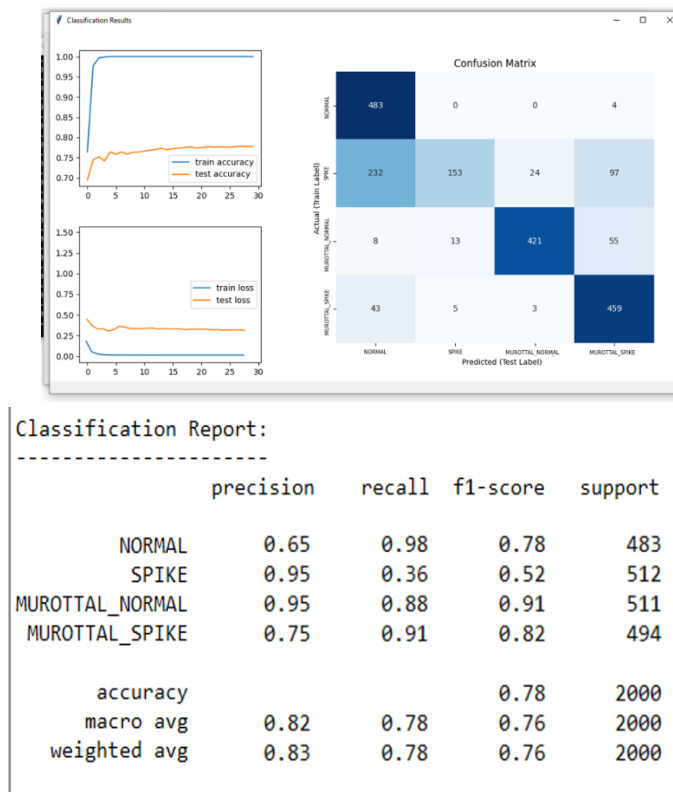 Classification Results
1.00
0.95
0.90
0.85
0.80
0.75
0.70
train accuracy
test accuracy
0 5 10 15 20 25 30
1.50
1.25
1.00
0.75
0.50
0.25
0.00
train loss
test loss
0 5 10 15 20 25 30
Confusion Matrix
Actual (Train Label)
NORMAL 483 0 0 4
SPIKE 232 153 24 97
MUROTTAL_NORMAL 8 13 421 55
MUROTTAL_SPIKE 43 5 3 459
NORMAL SPIKE MUROTTAL_NORMAL MUROTTAL_SPIKE
Predicted (Test Label)
Classification Report:
----------------------
precision recall f1-score support
NORMAL 0.65 0.98 0.78 483
SPIKE 0.95 0.36 0.52 512
MUROTTAL_NORMAL 0.95 0.88 0.91 511
MUROTTAL_SPIKE 0.75 0.91 0.82 494
accuracy 0.78 2000
macro avg 0.82 0.78 0.76 2000
weighted avg 0.83 0.78 0.76 2000